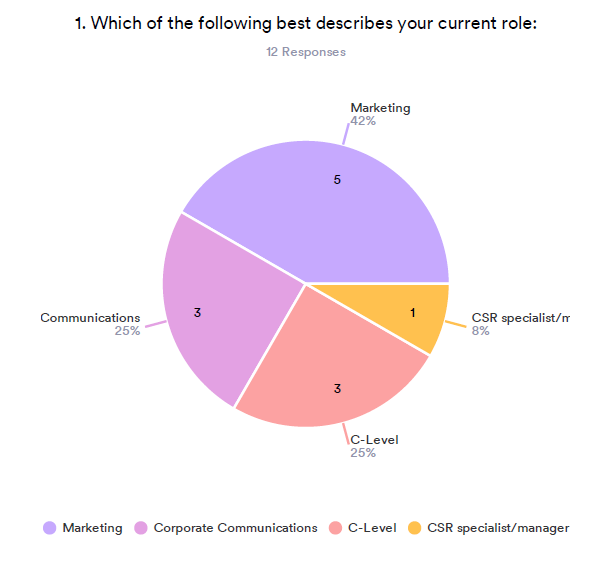 1. Which of the following best describes your current role:
12 Responses
Marketing
42%
5
Communications
25%
3
1
CSR specialist/m
8%
3
C-Level
25%
Marketing Corporate Communications C-Level CSR specialist/manager